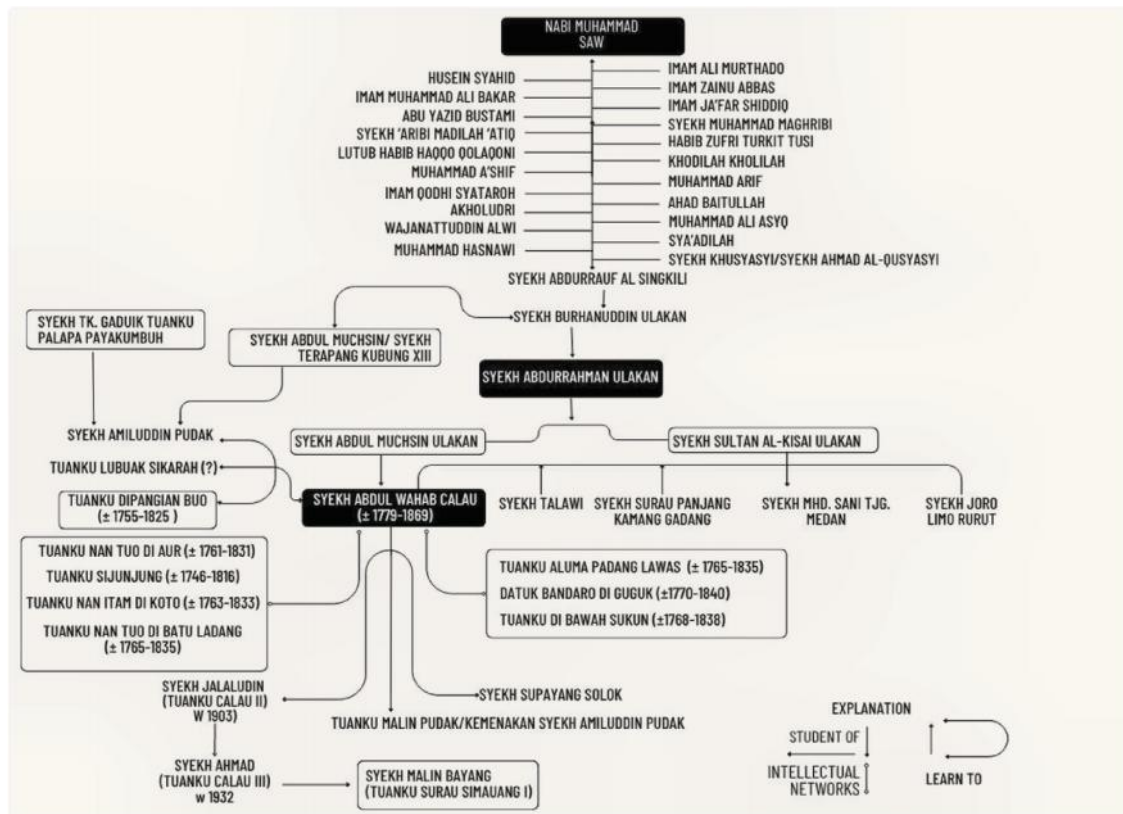 NABI MUHAMMAD
SAW
HUSEIN SYAHID
IMAM MUHAMMAD ALI BAKAR
ABU YAZID BUSTAMI
SYEKH 'ARIBI MADILAH 'ATIQ
LUTUB HABIB HAQQO QOLAQONI
MUHAMMAD A'SHIF
IMAM QODHI SYATAROH
AKHOLUDRI
WAJANATTUDDIN ALWI
MUHAMMAD HASNAWI
IMAM ALI MURTHADO
IMAM ZAINU ABBAS
IMAM JA'FAR SHIDDIQ
SYEKH MUHAMMAD MAGHRIBI
HABIB ZUFRI TURKIT TUSI
KHODILAH KHOLILAH
MUHAMMAD ARIF
AHAD BAITULLAH
MUHAMMAD ALI ASYQ
SYA'ADILAH
SYEKH KHUSYASYI/SYEKH AHMAD AL-QUSYASYI
SYEKH ABDURRAUF AL SINGKILI
SYEKH BURHANUDDIN ULAKAN
SYEKH TK. GADUIK TUANKU
PALAPA PAYAKUMBUH
SYEKH ABDUL MUCHSIN/ SYEKH
TERAPANG KUBUNG XIII
SYEKH ABDURRAHMAN ULAKAN
SYEKH AMILUDDIN PUDAK
SYEKH ABDUL MUCHSIN ULAKAN
SYEKH SULTAN AL-KISAI ULAKAN
TUANKU LUBUAK SIKARAH (?)
TUANKU DIPANGIAN BUO
(± 1755-1825 )
SYEKH ABDUL WAHAB CALAU
(± 1779-1869)
SYEKH TALAWI
SYEKH SURAU PANJANG
KAMANG GADANG
SYEKH MHD. SANI TJG.
MEDAN
SYEKH JORO
LIMO RURUT
TUANKU NAN TUO DI AUR (± 1761-1831)
TUANKU SIJUNJUNG (± 1746-1816)
TUANKU NAN ITAM DI KOTO (± 1763-1833)
TUANKU NAN TUO DI BATU LADANG
(± 1765-1835)
TUANKU ALUMA PADANG LAWAS (± 1765-1835)
DATUK BANDARO DI GUGUK (±1770-1840)
TUANKU DI BAWAH SUKUN (±1768-1838)
SYEKH JALALUDIN
(TUANKU CALAU II)
W 1903)
SYEKH SUPAYANG SOLOK
TUANKU MALIN PUDAK/KEMENAKAN SYEKH AMILUDDIN PUDAK
SYEKH AHMAD
(TUANKU CALAU III)
w 1932
SYEKH MALIN BAYANG
(TUANKU SURAU SIMAUANG I)
EXPLANATION
STUDENT OF
INTELLECTUAL
NETWORKS
LEARN TO